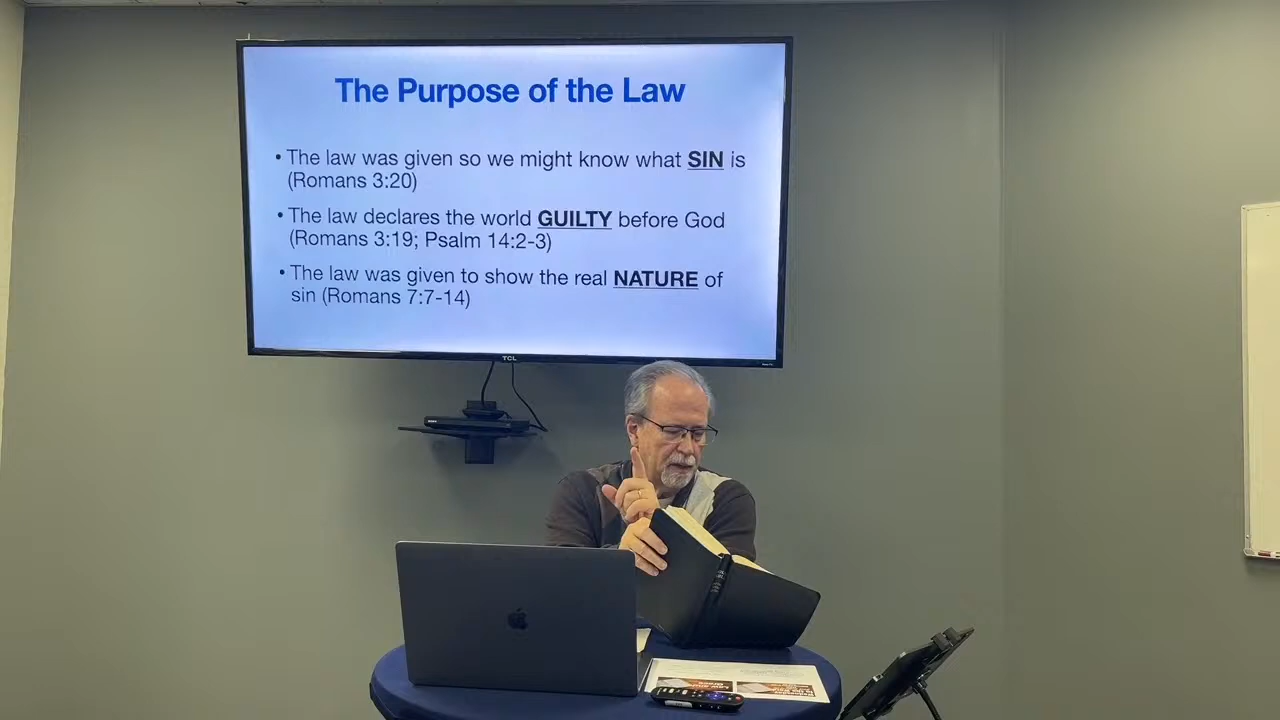 The Purpose of the Law
• The law was given so we might know what SIN is
(Romans 3:20)
• The law declares the world GUILTY before God
(Romans 3:19; Psalm 14:2-3)
• The law was given to show the real NATURE of
sin (Romans 7:7-14)
TCL